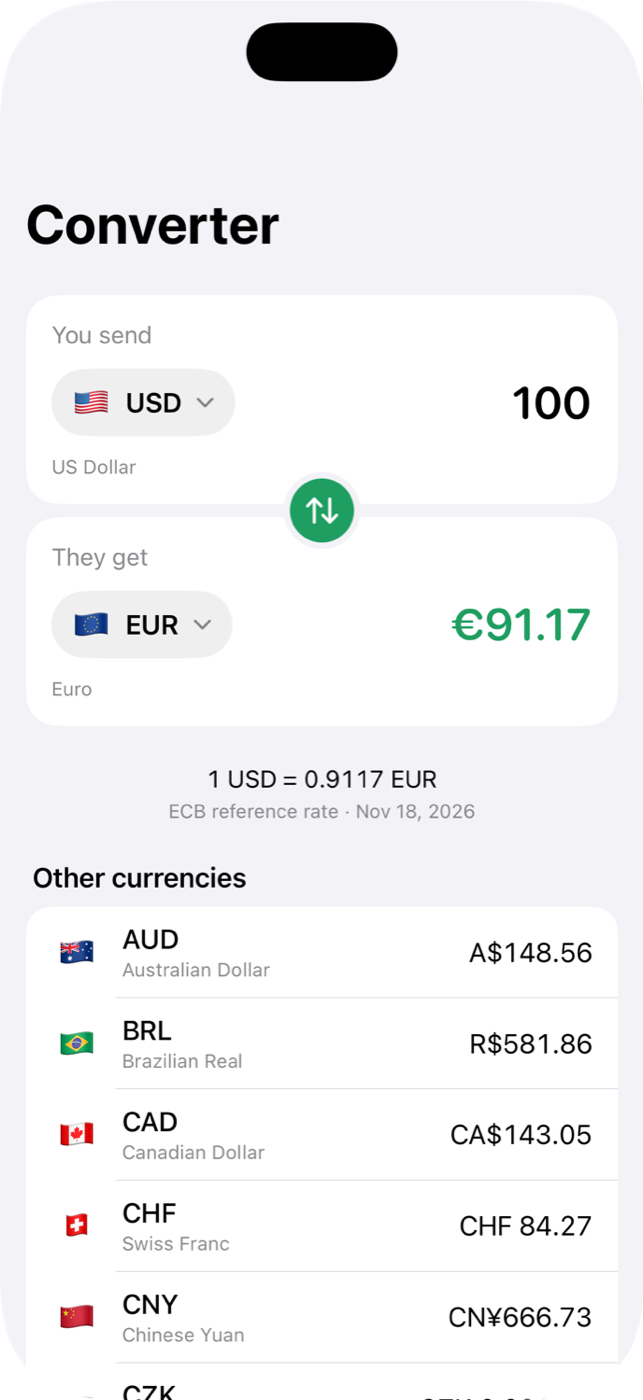 Converter
You send
USD
100
US Dollar
They get
EUR
€91.17
Euro
1 USD = 0.9117 EUR
ECB reference rate · Nov 18, 2026
Other currencies
AUD
A$148.56
Australian Dollar
BRL
R$581.86
Brazilian Real
CAD
CA$143.05
Canadian Dollar
CHF
CHF 84.27
Swiss Franc
CNY
CN¥666.73
Chinese Yuan
CZK